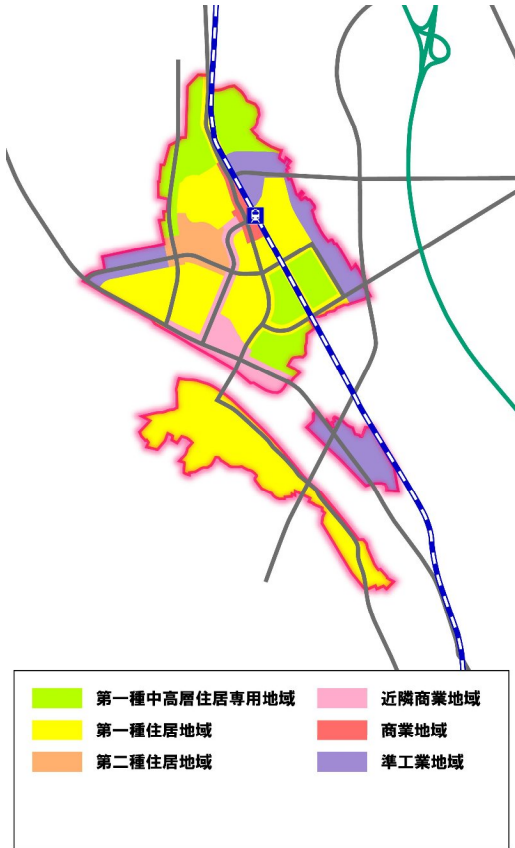 第一種中高層住居専用地域
第一種住居地域
第二種住居地域
近隣商業地域
商業地域
準工業地域